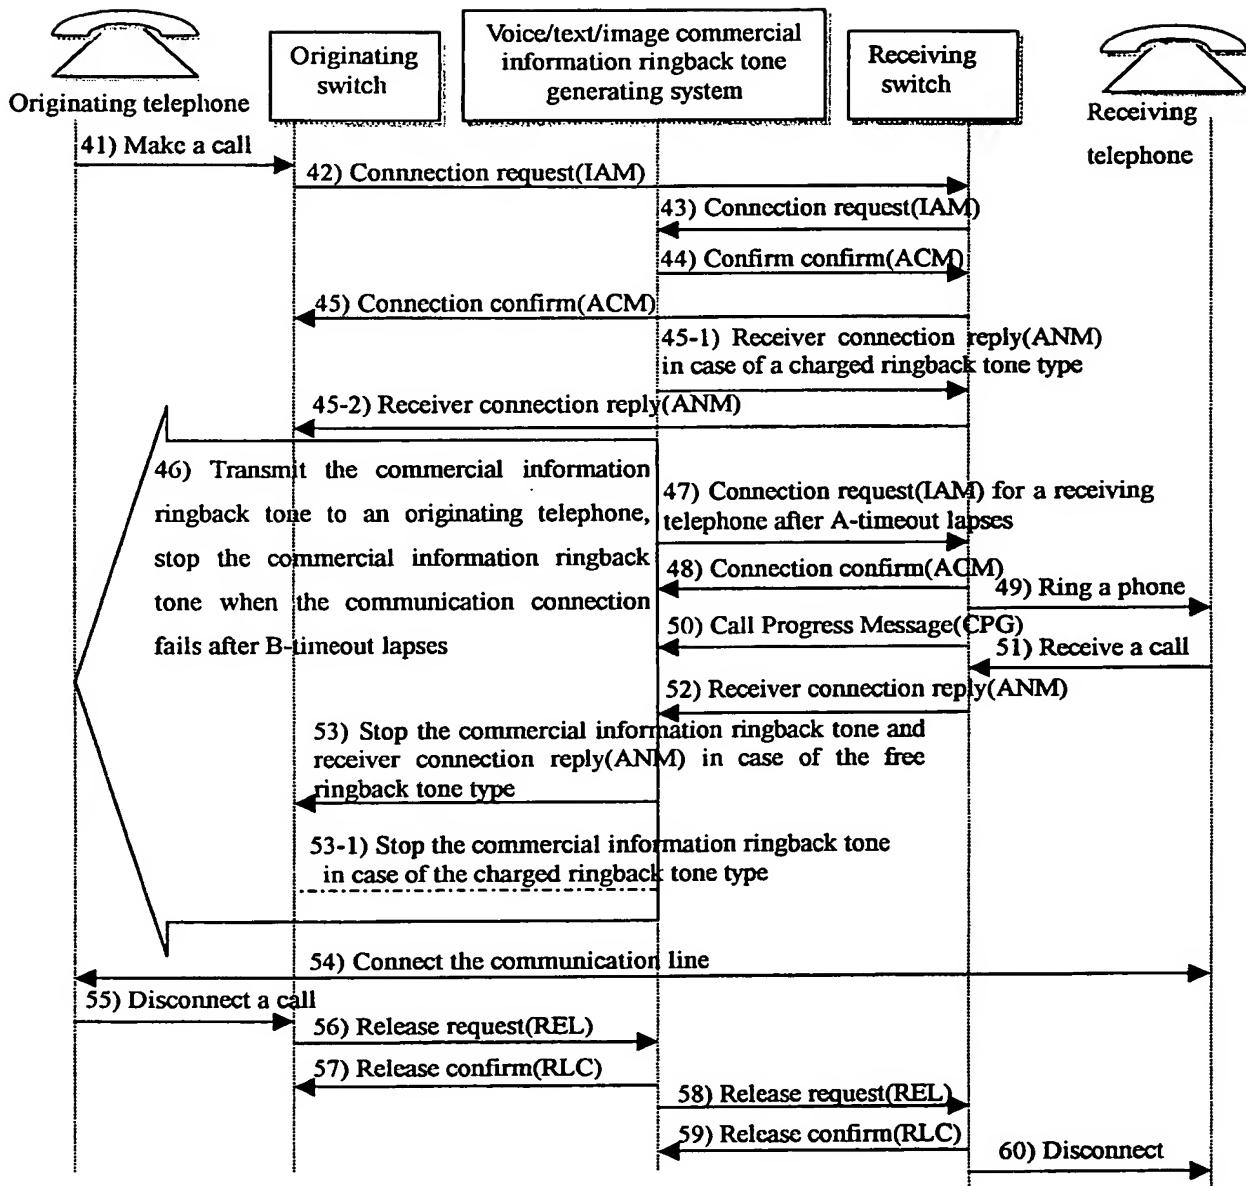 Originating telephone
Originating
switch
Voice/text/image commercial
information ringback tone
generating system
Receiving
switch
Receiving
telephone
41) Make a call
42) Connnection request(IAM)
43) Connection request(IAM)
44) Confirm confirm(ACM)
45) Connection confirm(ACM)
45-1) Receiver connection reply(ANM)
in case of a charged ringback tone type
45-2) Receiver connection reply(ANM)
46) Transmit the commercial information
ringback tone to an originating telephone,
stop the commercial information ringback
tone when the communication connection
fails after B-timeout lapses
47) Connection request(IAM) for a receiving
telephone after A-timeout lapses
48) Connection confirm(ACM)
49) Ring a phone
50) Call Progress Message(CPG)
51) Receive a call
52) Receiver connection reply(ANM)
53) Stop the commercial information ringback tone and
receiver connection reply(ANM) in case of the free
ringback tone type
53-1) Stop the commercial information ringback tone
in case of the charged ringback tone type
54) Connect the communication line
55) Disconnect a call
56) Release request(REL)
57) Release confirm(RLC)
58) Release request(REL)
59) Release confirm(RLC)
60) Disconnect